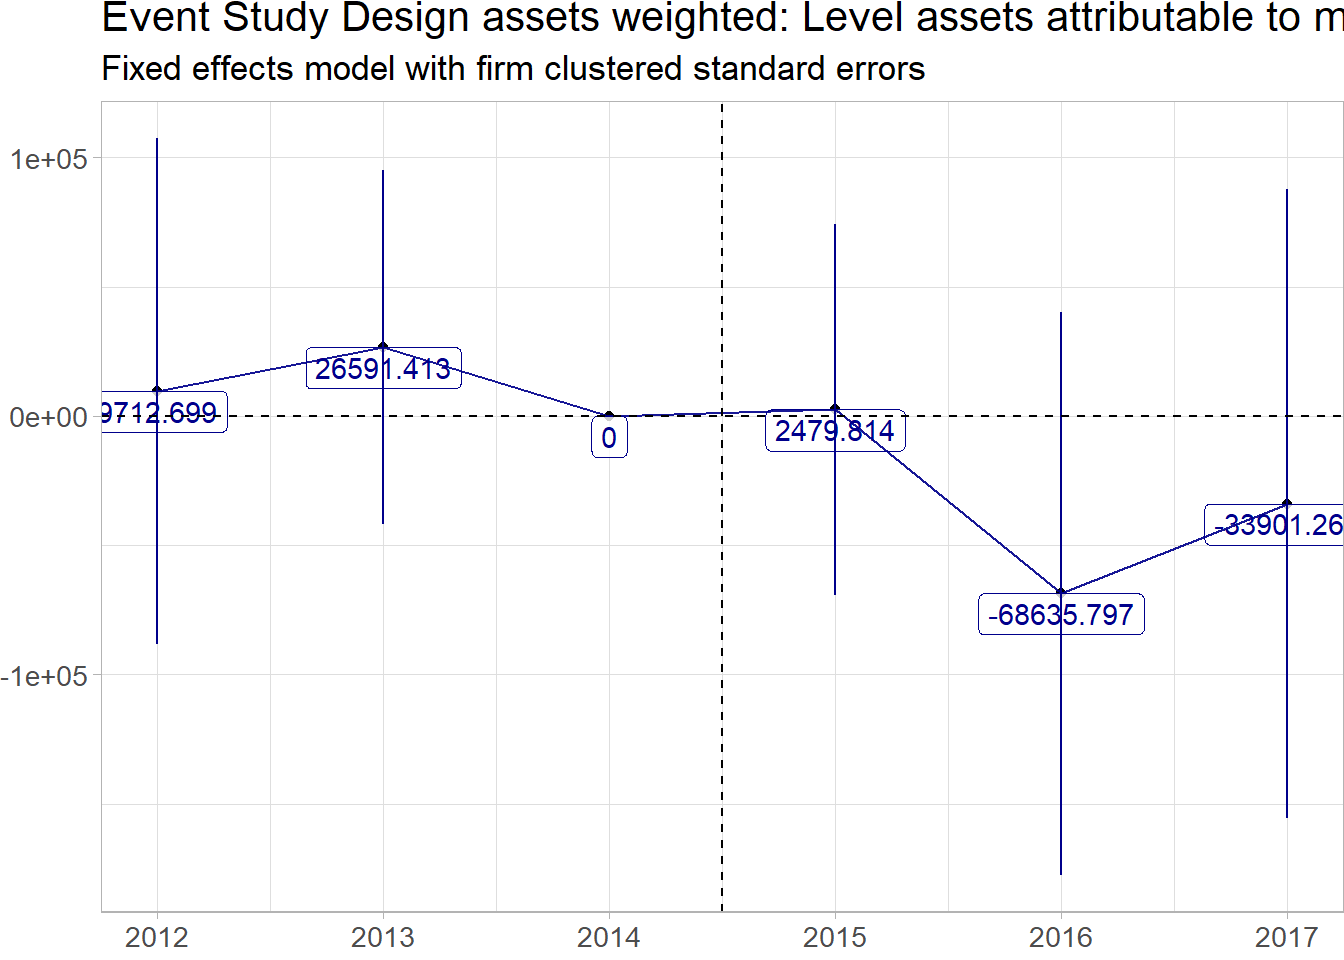 Event Study Design assets weighted: Level assets attributable to m
Fixed effects model with firm clustered standard errors
1e+05
26591.413
9712.699
0e+00
0
2479.814
-33901.26
-68635.797
-1e+05
2012 2013 2014 2015 2016 2017